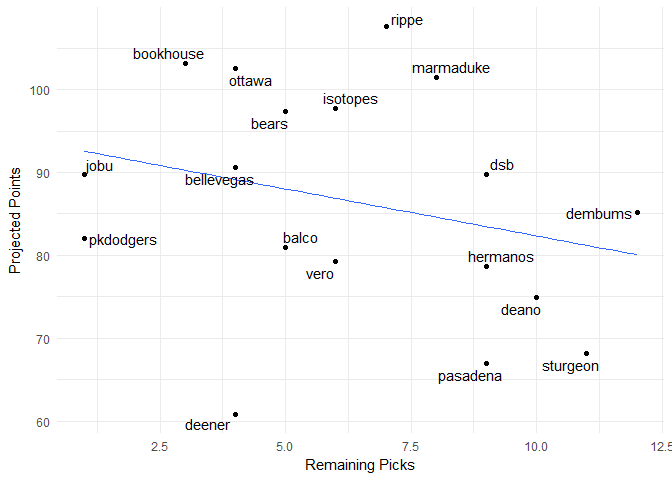 rippe
bookhouse
marmaduke
ottawa
isotopes
bears
jobu
dsb
bellevegas
dembums
pkdodgers
balco
hermanos
vero
deano
sturgeon
pasadena
deener
100
90
80
70
60
Projected Points
2.5
5.0
7.5
10.0
12.5
Remaining Picks